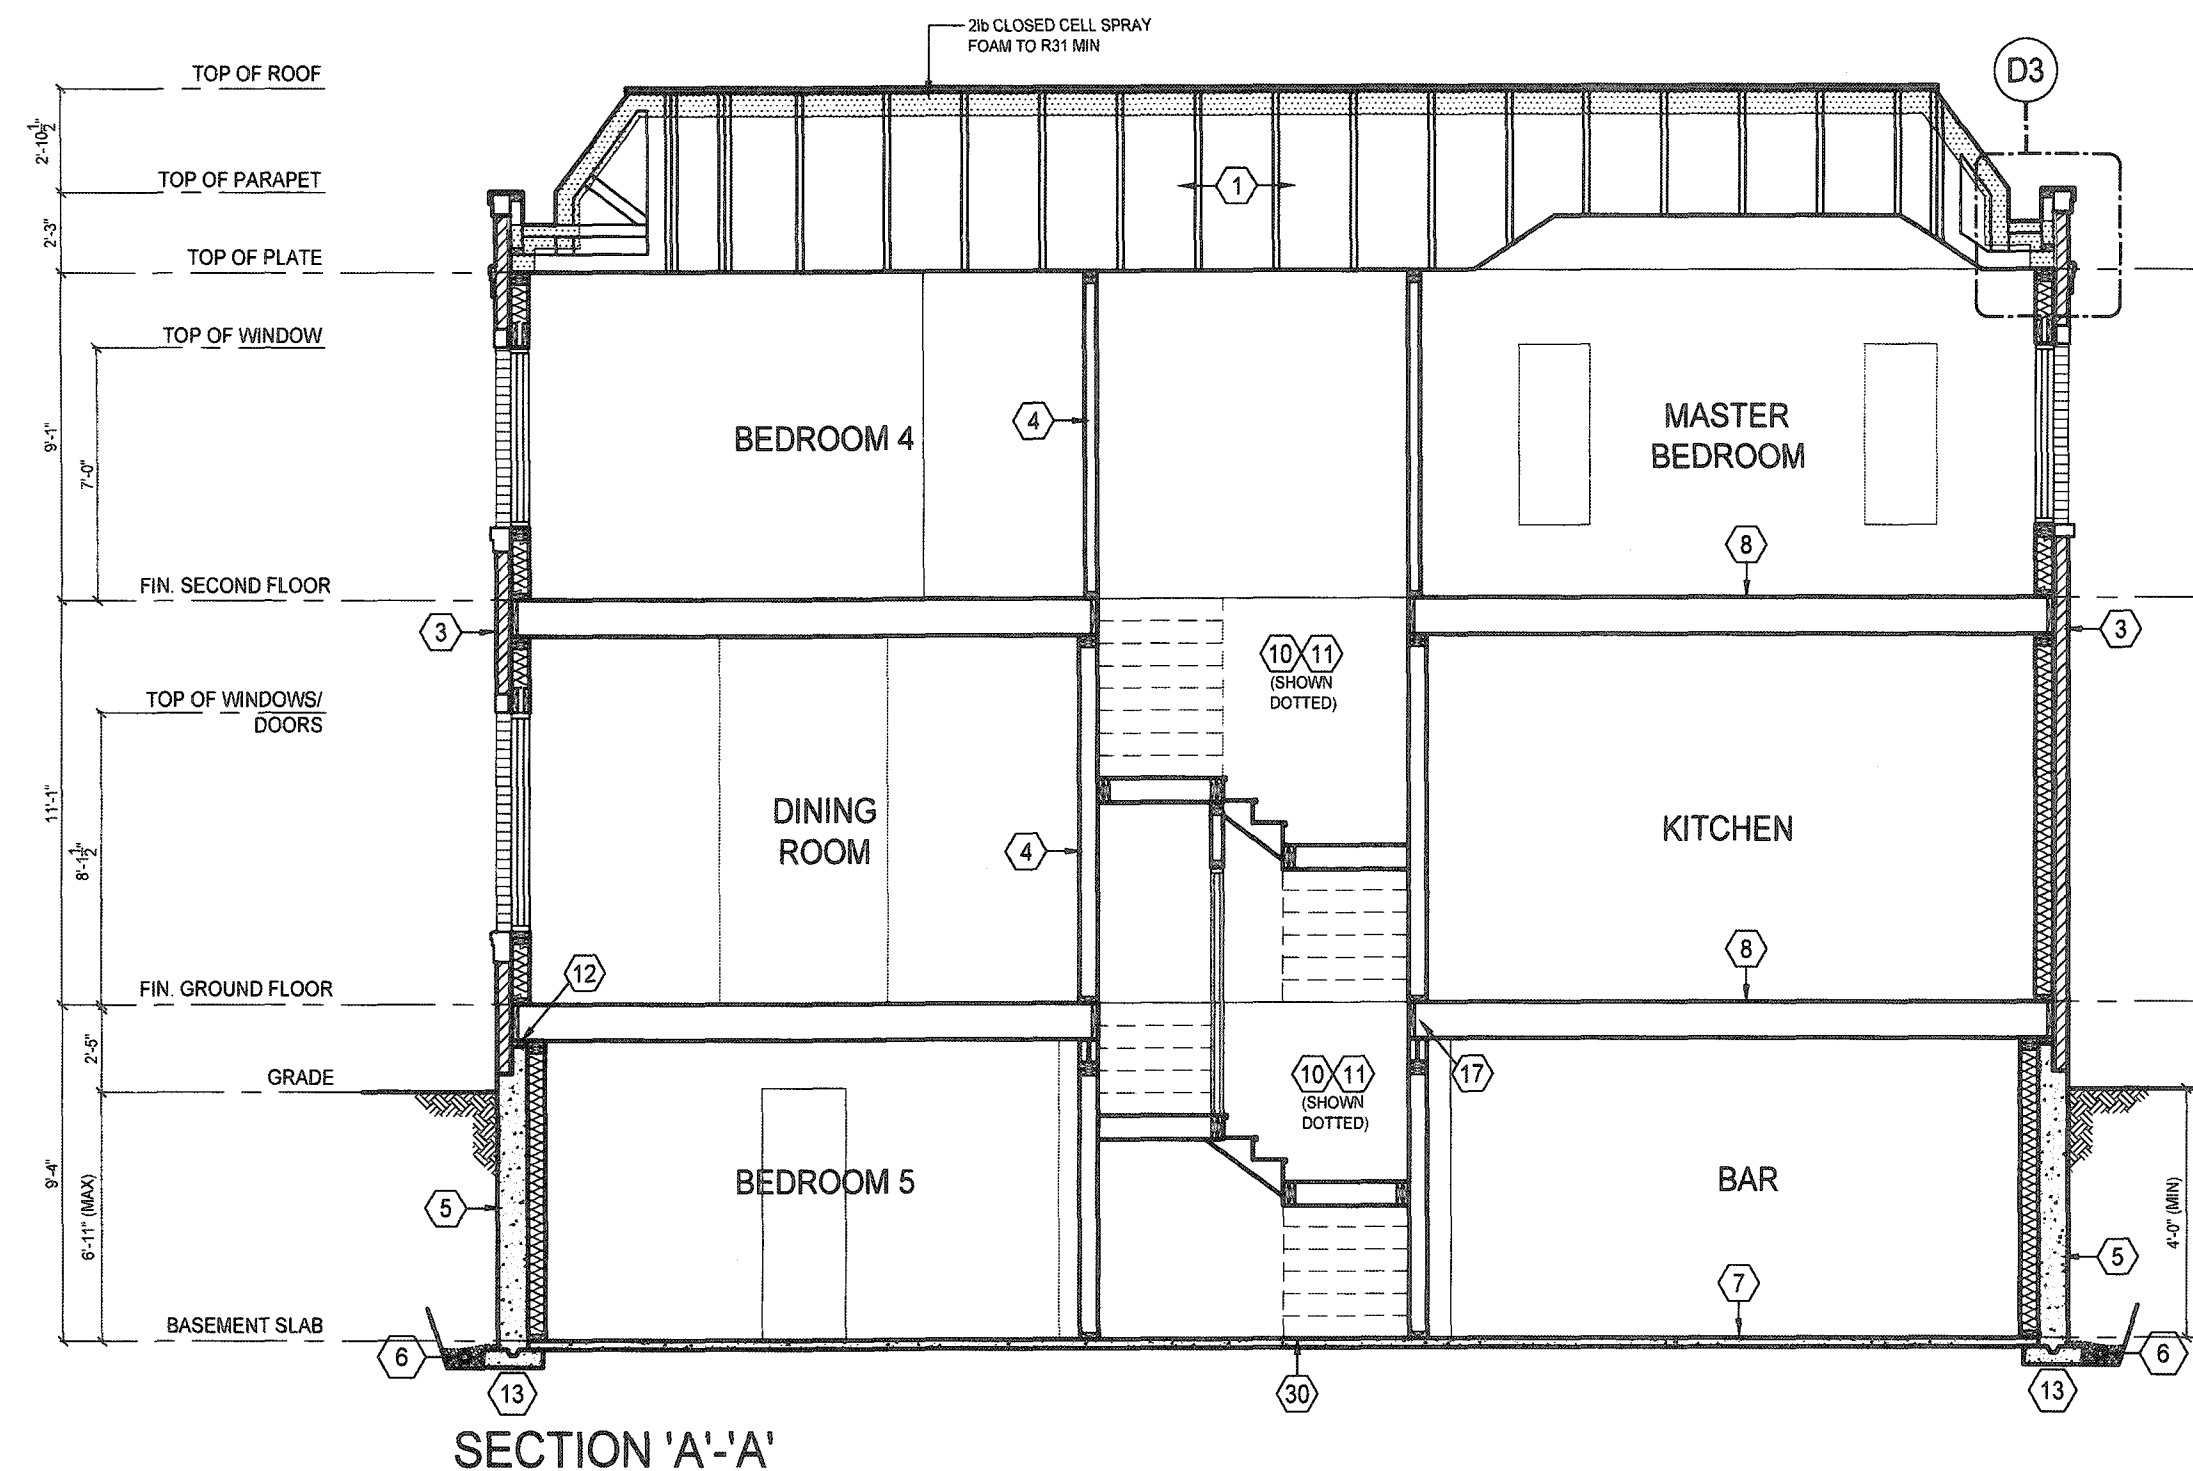 2lb CLOSED CELL SPRAY
FOAM TO R31 MIN
D3
TOP OF ROOF
2'-10 1/2"
TOP OF PARAPET
1
2'-3"
TOP OF PLATE
TOP OF WINDOW
9'-1"
7'-0"
BEDROOM 4
4
MASTER
BEDROOM
8
FIN. SECOND FLOOR
3
10 11
(SHOWN
DOTTED)
3
TOP OF WINDOWS/
DOORS
11'-1"
8'-1 1/2"
DINING
ROOM
4
KITCHEN
8
12
FIN. GROUND FLOOR
2'-5"
10 11
(SHOWN
DOTTED)
17
GRADE
9'-4"
6'-11" (MAX)
BEDROOM 5
BAR
4'-0" (MIN)
5
5
7
BASEMENT SLAB
6
6
13
30
13
SECTION 'A'-'A'